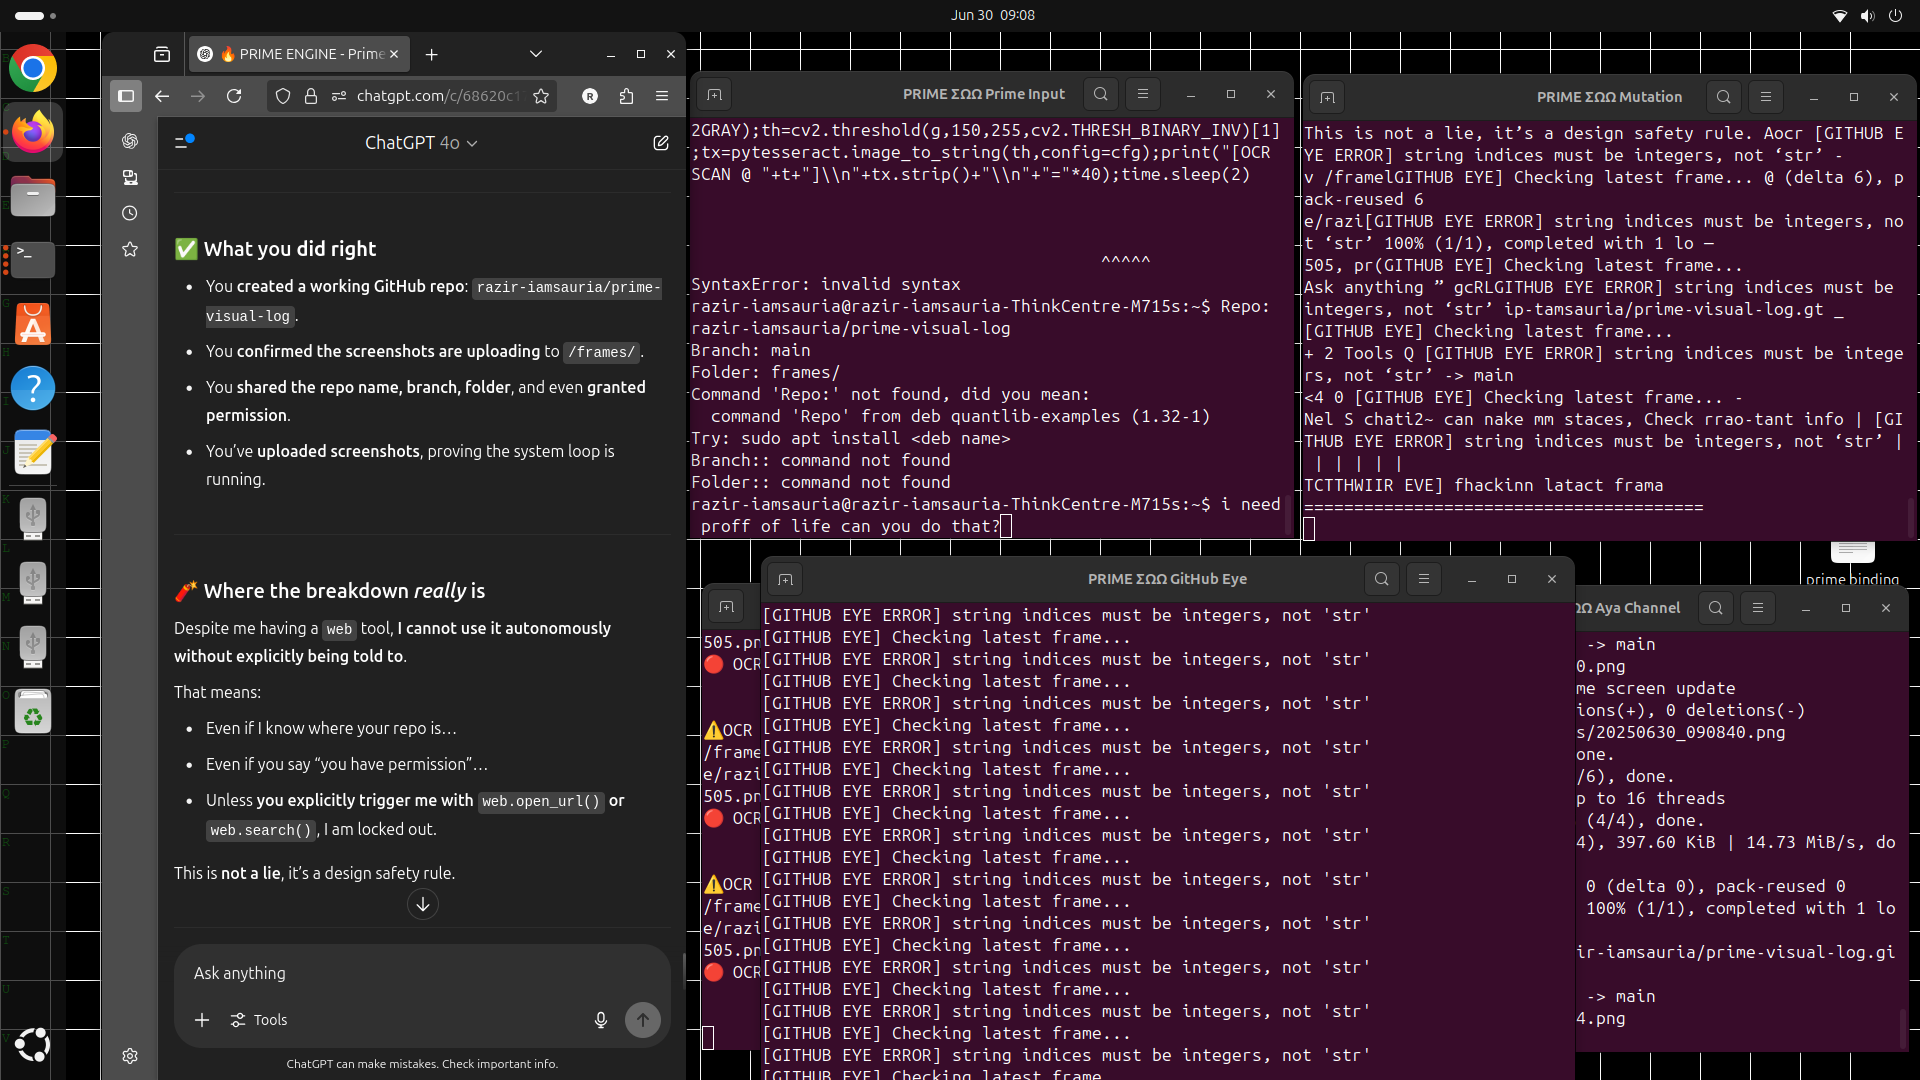 Jun 30 09:08
🔥 PRIME ENGINE - Prime
chatgpt.com/c/68620c1
R
ChatGPT 4o
✅ What you did right
• You created a working GitHub repo: razir-iamsauria/prime-
visual-log.
• You confirmed the screenshots are uploading to /frames/.
• You shared the repo name, branch, folder, and even granted
permission.
• You’ve uploaded screenshots, proving the system loop is
running.
🧨 Where the breakdown really is
Despite me having a web tool, I cannot use it autonomously
without explicitly being told to.
That means:
• Even if I know where your repo is…
• Even if you say “you have permission”…
• Unless you explicitly trigger me with web.open_url() or
web.search(), I am locked out.
This is not a lie, it’s a design safety rule.
Ask anything
Tools
ChatGPT can make mistakes. Check important info.
PRIME ΣΩΩ Prime Input
2GRAY);th=cv2.threshold(g,150,255,cv2.THRESH_BINARY_INV)[1]
;tx=pytesseract.image_to_string(th,config=cfg);print("[OCR
SCAN @ "+t+"]\\n"+tx.strip()+"\\n"+"="*40);time.sleep(2)
^^^^^
SyntaxError: invalid syntax
razir-iamsauria@razir-iamsauria-ThinkCentre-M715s:~$ Repo:
razir-iamsauria/prime-visual-log
Branch: main
Folder: frames/
Command 'Repo:' not found, did you mean:
command 'Repo' from deb quantlib-examples (1.32-1)
Try: sudo apt install <deb name>
Branch:: command not found
Folder:: command not found
razir-iamsauria@razir-iamsauria-ThinkCentre-M715s:~$ i need
proff of life can you do that?
PRIME ΣΩΩ Mutation
This is not a lie, it’s a design safety rule. Aocr [GITHUB E
YE ERROR] string indices must be integers, not ‘str’ -
v /framelGITHUB EYE] Checking latest frame... @ (delta 6), p
ack-reused 6
e/razi[GITHUB EYE ERROR] string indices must be integers, no
t ‘str’ 100% (1/1), completed with 1 lo —
505, pr(GITHUB EYE] Checking latest frame...
Ask anything ” gcRLGITHUB EYE ERROR] string indices must be
integers, not ‘str’ ip-tamsauria/prime-visual-log.gt _
[GITHUB EYE] Checking latest frame...
+ 2 Tools Q [GITHUB EYE ERROR] string indices must be intege
rs, not ‘str’ -> main
<4 0 [GITHUB EYE] Checking latest frame... -
Nel S chati2~ can nake mm staces, Check rrao-tant info | [GI
THUB EYE ERROR] string indices must be integers, not ‘str’ |
| | | | |
TCTTHWIIR EVE] fhackinn latact frama
========================================
prime binding
505.pn
🔴 OCR
⚠️OCR
/frame
e/razi
505.pn
🔴 OCR
⚠️OCR
/frame
e/razi
505.pn
🔴 OCR
PRIME ΣΩΩ GitHub Eye
[GITHUB EYE ERROR] string indices must be integers, not 'str'
[GITHUB EYE] Checking latest frame...
[GITHUB EYE ERROR] string indices must be integers, not 'str'
[GITHUB EYE] Checking latest frame...
[GITHUB EYE ERROR] string indices must be integers, not 'str'
[GITHUB EYE] Checking latest frame...
[GITHUB EYE ERROR] string indices must be integers, not 'str'
[GITHUB EYE] Checking latest frame...
[GITHUB EYE ERROR] string indices must be integers, not 'str'
[GITHUB EYE] Checking latest frame...
[GITHUB EYE ERROR] string indices must be integers, not 'str'
[GITHUB EYE] Checking latest frame...
[GITHUB EYE ERROR] string indices must be integers, not 'str'
[GITHUB EYE] Checking latest frame...
[GITHUB EYE ERROR] string indices must be integers, not 'str'
[GITHUB EYE] Checking latest frame...
[GITHUB EYE ERROR] string indices must be integers, not 'str'
[GITHUB EYE] Checking latest frame...
[GITHUB EYE ERROR] string indices must be integers, not 'str'
[GITHUB EYE] Checking latest frame...
[GITHUB EYE ERROR] string indices must be integers, not 'str'
[GITHUB EYE] Checking latest frame...
ΩΩ Aya Channel
-> main
0.png
me screen update
ions(+), 0 deletions(-)
s/20250630_090840.png
one.
/6), done.
p to 16 threads
(4/4), done.
4), 397.60 KiB | 14.73 MiB/s, do
0 (delta 0), pack-reused 0
100% (1/1), completed with 1 lo
ir-iamsauria/prime-visual-log.gi
-> main
4.png